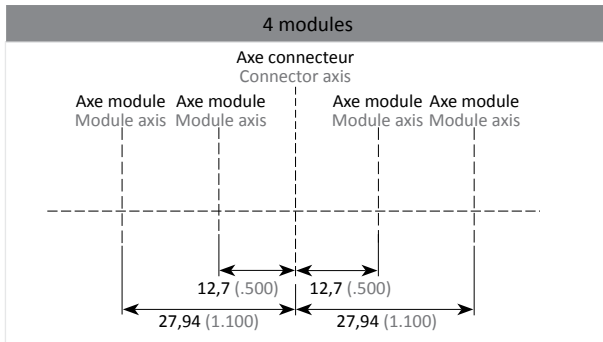 4 modules
Axe connecteur
Connector axis
Axe module Axe module Axe module Axe module
Module axis Module axis Module axis Module axis
12,7 (.500) 12,7 (.500)
27,94 (1.100) 27,94 (1.100)